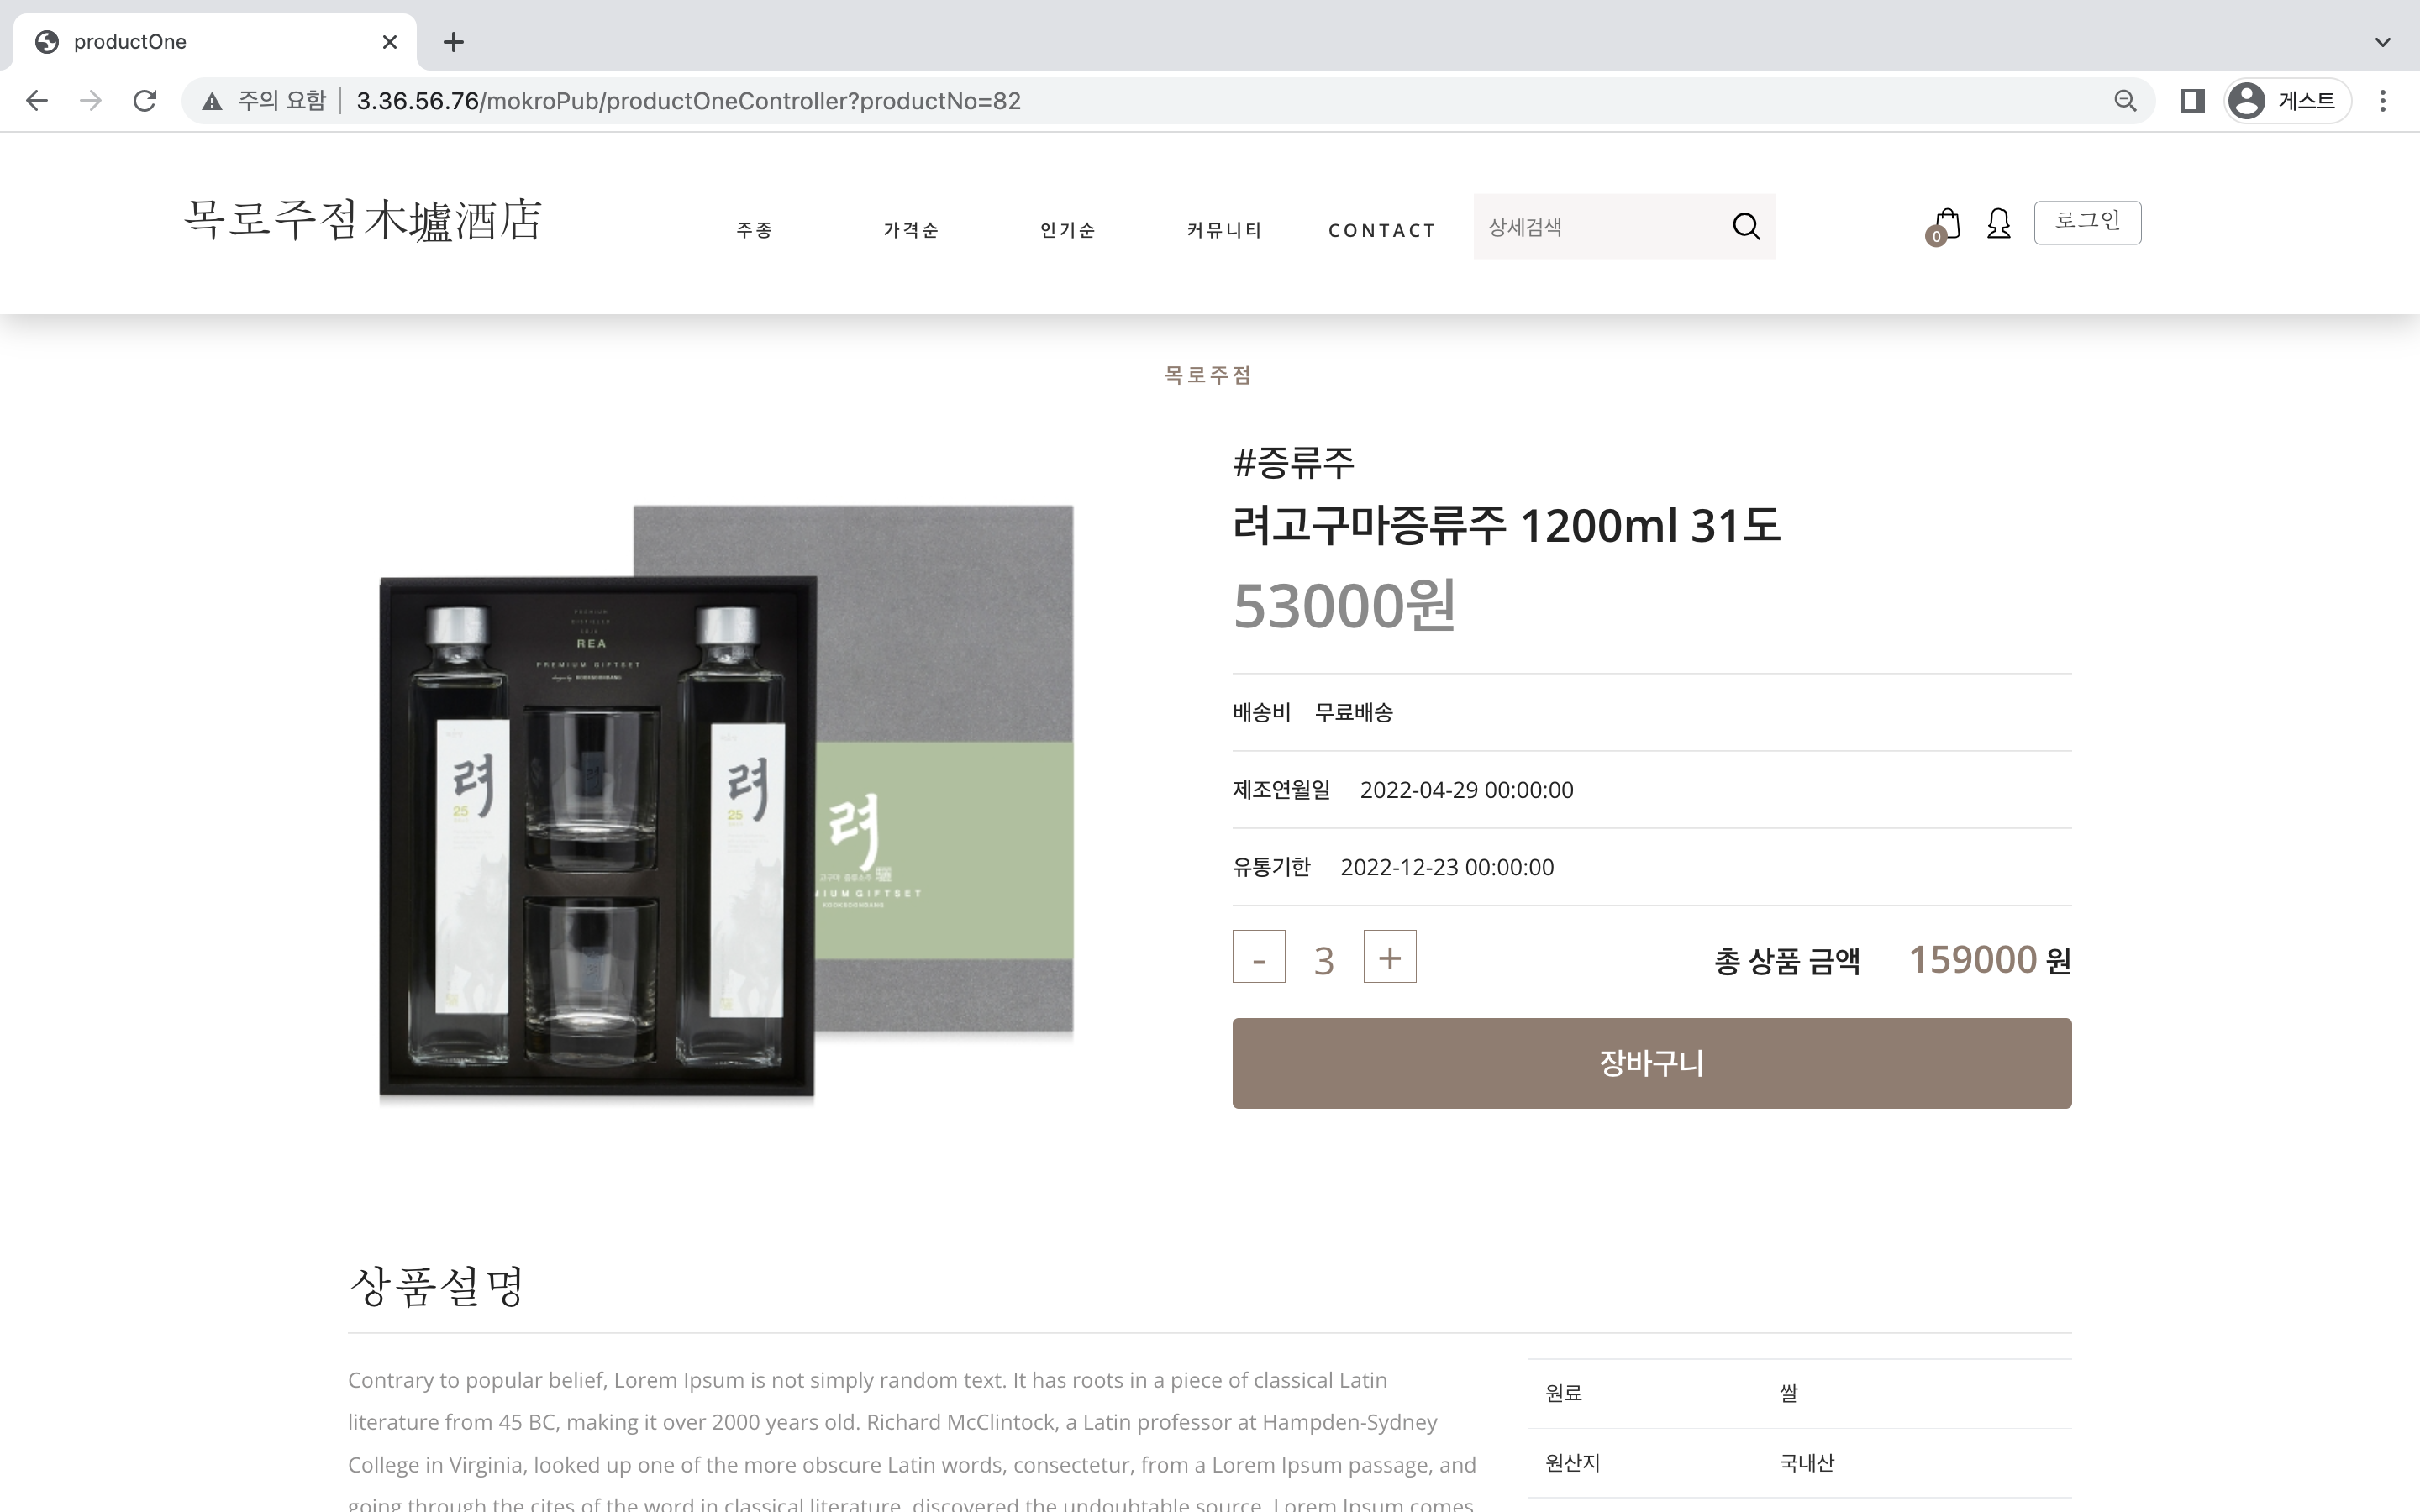 productOne
주의 요함
3.36.56.76/mokroPub/productOneController?productNo=82
게스트
목로주점木壚酒店
주종
가격순
인기순
커뮤니티
CONTACT
상세검색
0
로그인
목로주점
#증류주
려고구마증류주 1200ml 31도
53000원
배송비 무료배송
제조연월일 2022-04-29 00:00:00
유통기한 2022-12-23 00:00:00
- 3 +
총 상품 금액 159000 원
장바구니
REA
PREMIUM GIFTSET
려
25
려
25
려
MIUM GIFTSET
상품설명
Contrary to popular belief, Lorem Ipsum is not simply random text. It has roots in a piece of classical Latin
literature from 45 BC, making it over 2000 years old. Richard McClintock, a Latin professor at Hampden-Sydney
College in Virginia, looked up one of the more obscure Latin words, consectetur, from a Lorem Ipsum passage, and
going through the cites of the word in classical literature, discovered the undoubtable source. Lorem Ipsum comes
원료 쌀
원산지 국내산